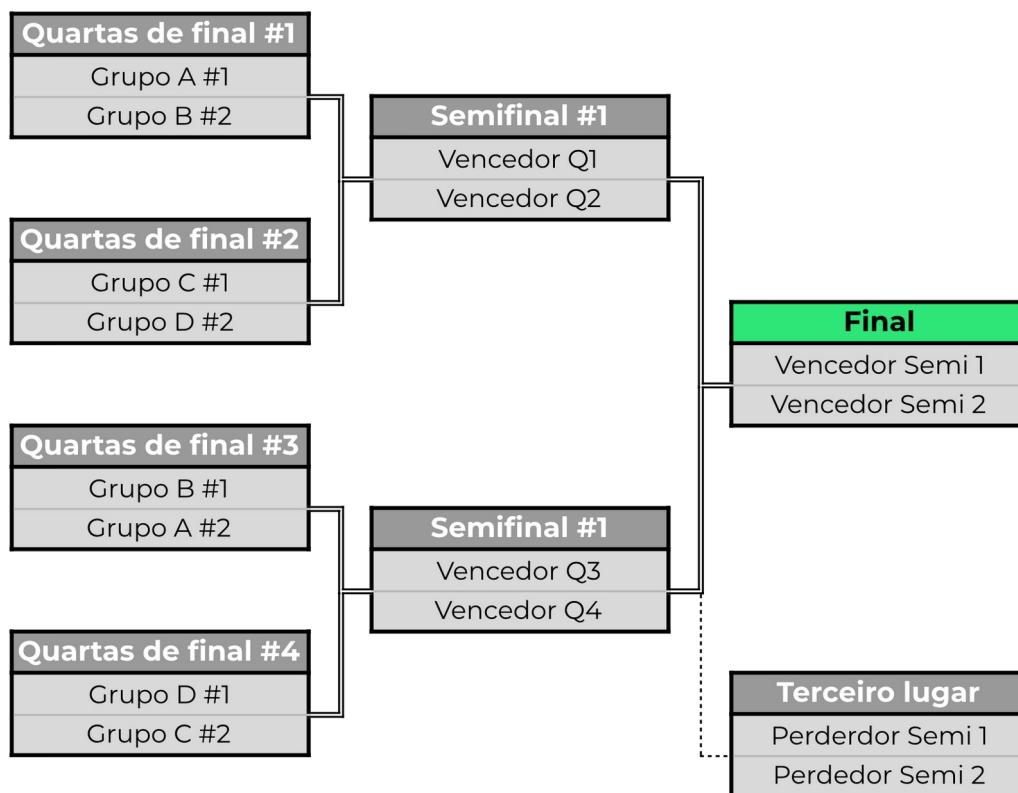 Quartas de final #1
Grupo A #1
Grupo B #2
Quartas de final #2
Grupo C #1
Grupo D #2
Quartas de final #3
Grupo B #1
Grupo A #2
Quartas de final #4
Grupo D #1
Grupo C #2
Semifinal #1
Vencedor Q1
Vencedor Q2
Semifinal #1
Vencedor Q3
Vencedor Q4
Final
Vencedor Semi 1
Vencedor Semi 2
Terceiro lugar
Perderdor Semi 1
Perdedor Semi 2